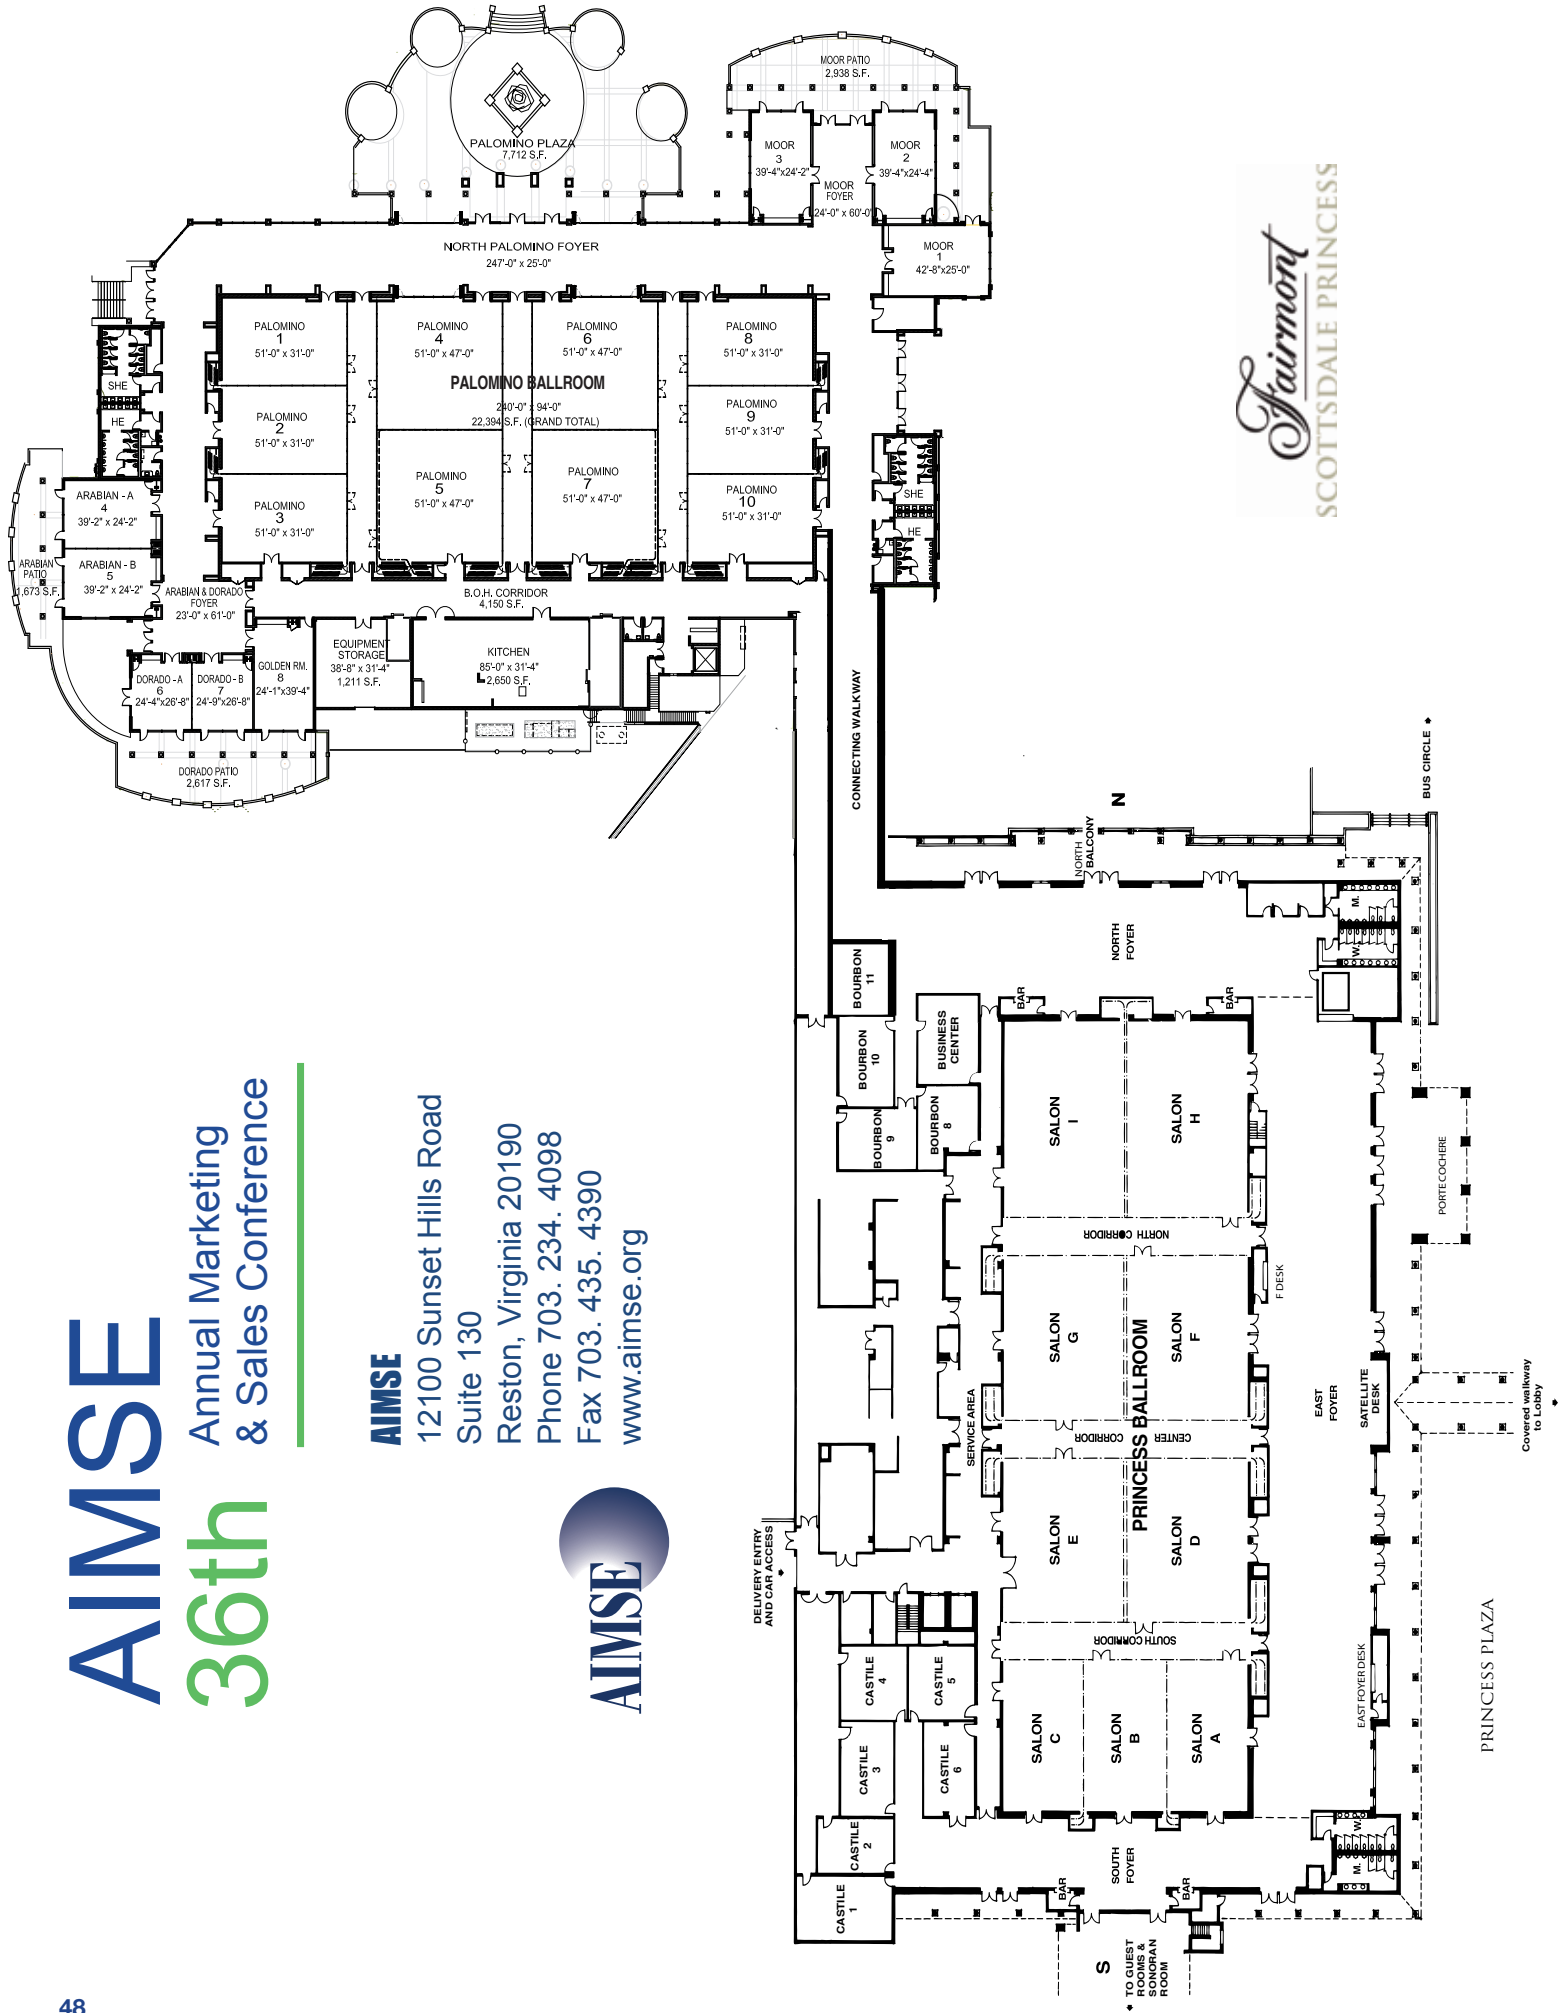 AIMSE
36th
Annual Marketing
& Sales Conference
AIMSE
12100 Sunset Hills Road
Suite 130
Reston, Virginia 20190
Phone 703. 234. 4098
Fax 703. 435. 4390
www.aimse.org
AIMSE
Fairmont
SCOTTSDALE PRINCESS
PALOMINO PLAZA
7,712 S.F.
MOOR PATIO
2,938 S.F.
MOOR
3
39'-4"x24'-2"
MOOR
2
39'-4"x24'-4"
MOOR
FOYER
24'-0" x 60'-0"
MOOR
1
42'-8"x25'-0"
NORTH PALOMINO FOYER
247'-0" x 25'-0"
PALOMINO
1
51'-0" x 31'-0"
PALOMINO
4
51'-0" x 47'-0"
PALOMINO
6
51'-0" x 47'-0"
PALOMINO
8
51'-0" x 31'-0"
PALOMINO BALLROOM
240'-0" x 94'-0"
22,394 S.F. (GRAND TOTAL)
PALOMINO
2
51'-0" x 31'-0"
PALOMINO
9
51'-0" x 31'-0"
PALOMINO
3
51'-0" x 31'-0"
PALOMINO
5
51'-0" x 47'-0"
PALOMINO
7
51'-0" x 47'-0"
PALOMINO
10
51'-0" x 31'-0"
SHE
HE
SHE
HE
ARABIAN - A
4
39'-2" x 24'-2"
ARABIAN - B
5
39'-2" x 24'-2"
ARABIAN
PATIO
1,673 S.F.
ARABIAN & DORADO
FOYER
23'-0" x 61'-0"
B.O.H. CORRIDOR
4,150 S.F.
DORADO - A
6
24'-4"x26'-8"
DORADO - B
7
24'-9"x26'-8"
GOLDEN RM.
8
24'-1"x39'-4"
EQUIPMENT
STORAGE
38'-8" x 31'-4"
1,211 S.F.
KITCHEN
85'-0" x 31'-4"
2,650 S.F.
DORADO PATIO
2,617 S.F.
CONNECTING WALKWAY
BUS CIRCLE
N
NORTH
BALCONY
NORTH
FOYER
M.
W.
BAR
BAR
BOURBON
11
BOURBON
10
BOURBON
9
BOURBON
8
BUSINESS
CENTER
SALON
I
SALON
H
NORTH CORRIDOR
SALON
G
SALON
F
F DESK
PORTE COCHERE
PRINCESS BALLROOM
SERVICE AREA
CENTER CORRIDOR
EAST
FOYER
SATELLITE
DESK
Covered walkway
to Lobby
SALON
E
SALON
D
SOUTH CORRIDOR
DELIVERY ENTRY
AND CAR ACCESS
CASTILE
4
CASTILE
5
CASTILE
3
CASTILE
6
CASTILE
2
CASTILE
1
SALON
C
SALON
B
SALON
A
EAST FOYER DESK
PRINCESS PLAZA
SOUTH
FOYER
BAR
BAR
W.
M.
S
TO GUEST
ROOMS &
SONORAN
ROOM
48